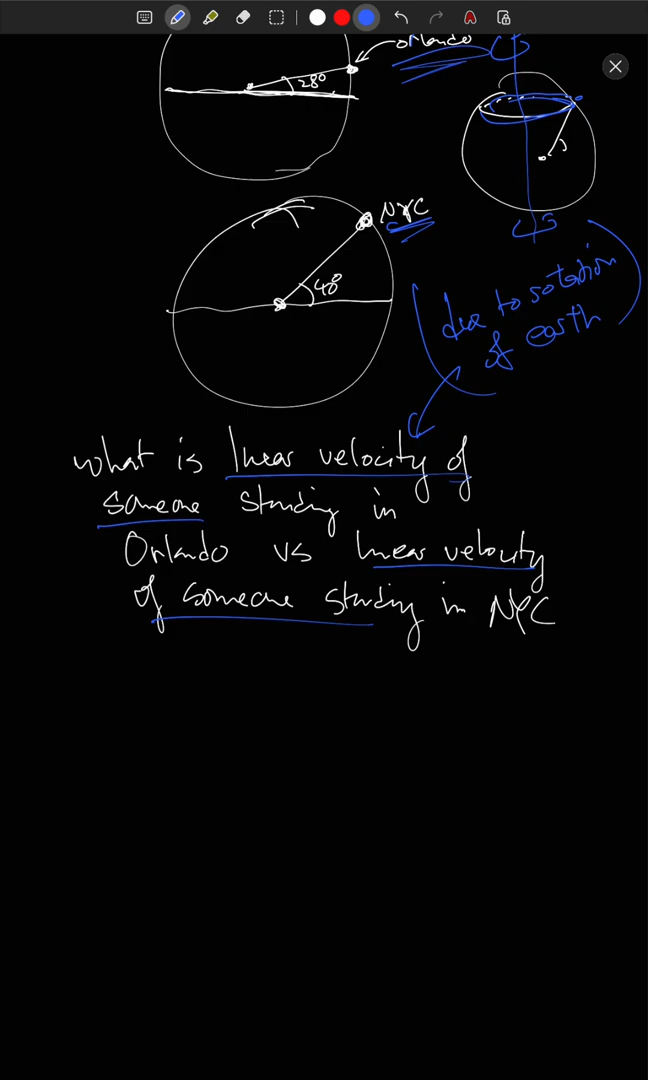 Orlando
28°
NYC
40°
due to rotation
of earth
what is linear velocity of
someone standing in
Orlando vs linear velocity
of someone standing in NYC